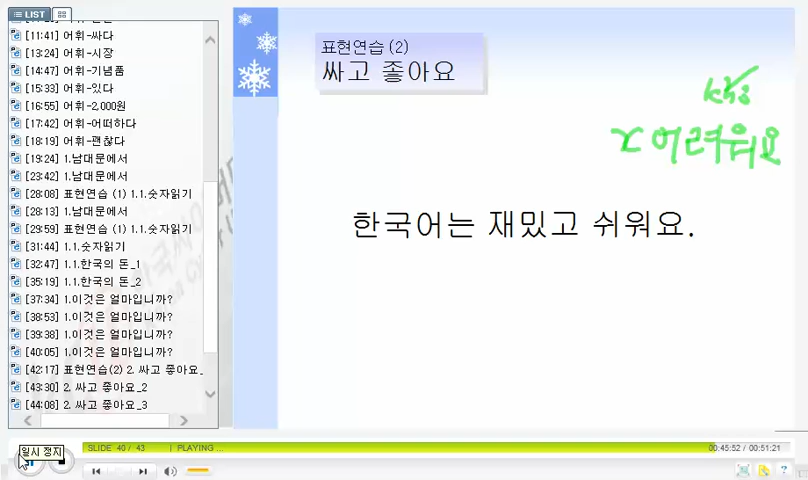 LIST
[11:41] 어휘-싸다
[13:24] 어휘-시장
[14:47] 어휘-기념품
[15:33] 어휘-있다
[16:55] 어휘-2,000원
[17:42] 어휘-어떠하다
[18:19] 어휘-괜찮다
[19:24] 1.남대문에서
[23:42] 1.남대문에서
[28:08] 표현연습 (1) 1.1.숫자읽기
[28:13] 1.남대문에서
[29:59] 표현연습 (1) 1.1.숫자읽기
[31:44] 1.1.숫자읽기
[32:47] 1.1.한국의 돈_1
[35:19] 1.1.한국의 돈_2
[37:34] 1.이것은 얼마입니까?
[38:53] 1.이것은 얼마입니까?
[39:38] 1.이것은 얼마입니까?
[40:05] 1.이것은 얼마입니까?
[42:17] 표현연습(2) 2. 싸고 좋아요_
[43:30] 2. 싸고 좋아요_2
[44:08] 2. 싸고 좋아요_3
표현연습 (2)
싸고 좋아요
khó
x 어려워요
한국어는 재밌고 쉬워요.
일시 정지
SLIDE 40 / 43 | PLAYING ...
00:45:52 / 00:51:21